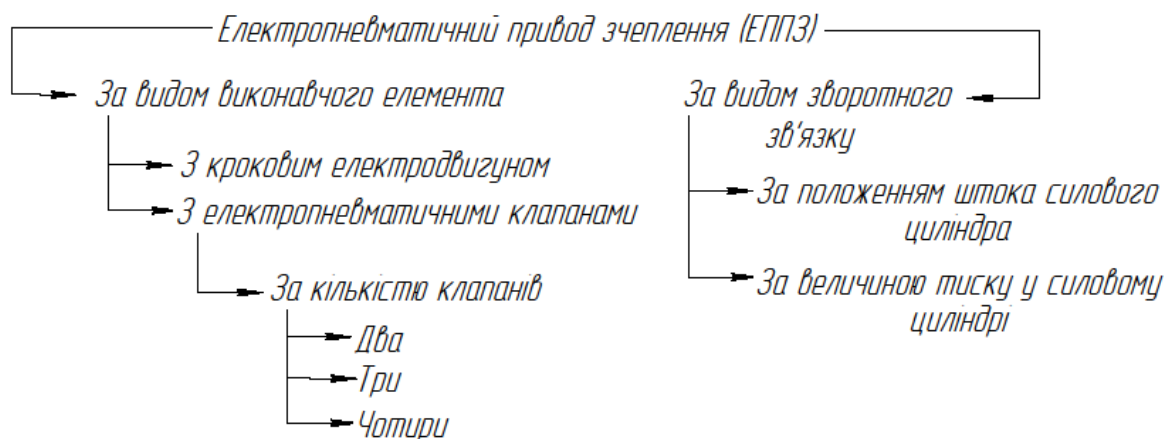 Електропневматичний привод зчеплення (ЕППЗ)
За видом виконавчого елемента
З кроковим електродвигуном
З електропневматичними клапанами
За кількістю клапанів
Два
Три
Чотири
За видом зворотного
зв'язку
За положенням штока силового
циліндра
За величиною тиску у силовому
циліндрі